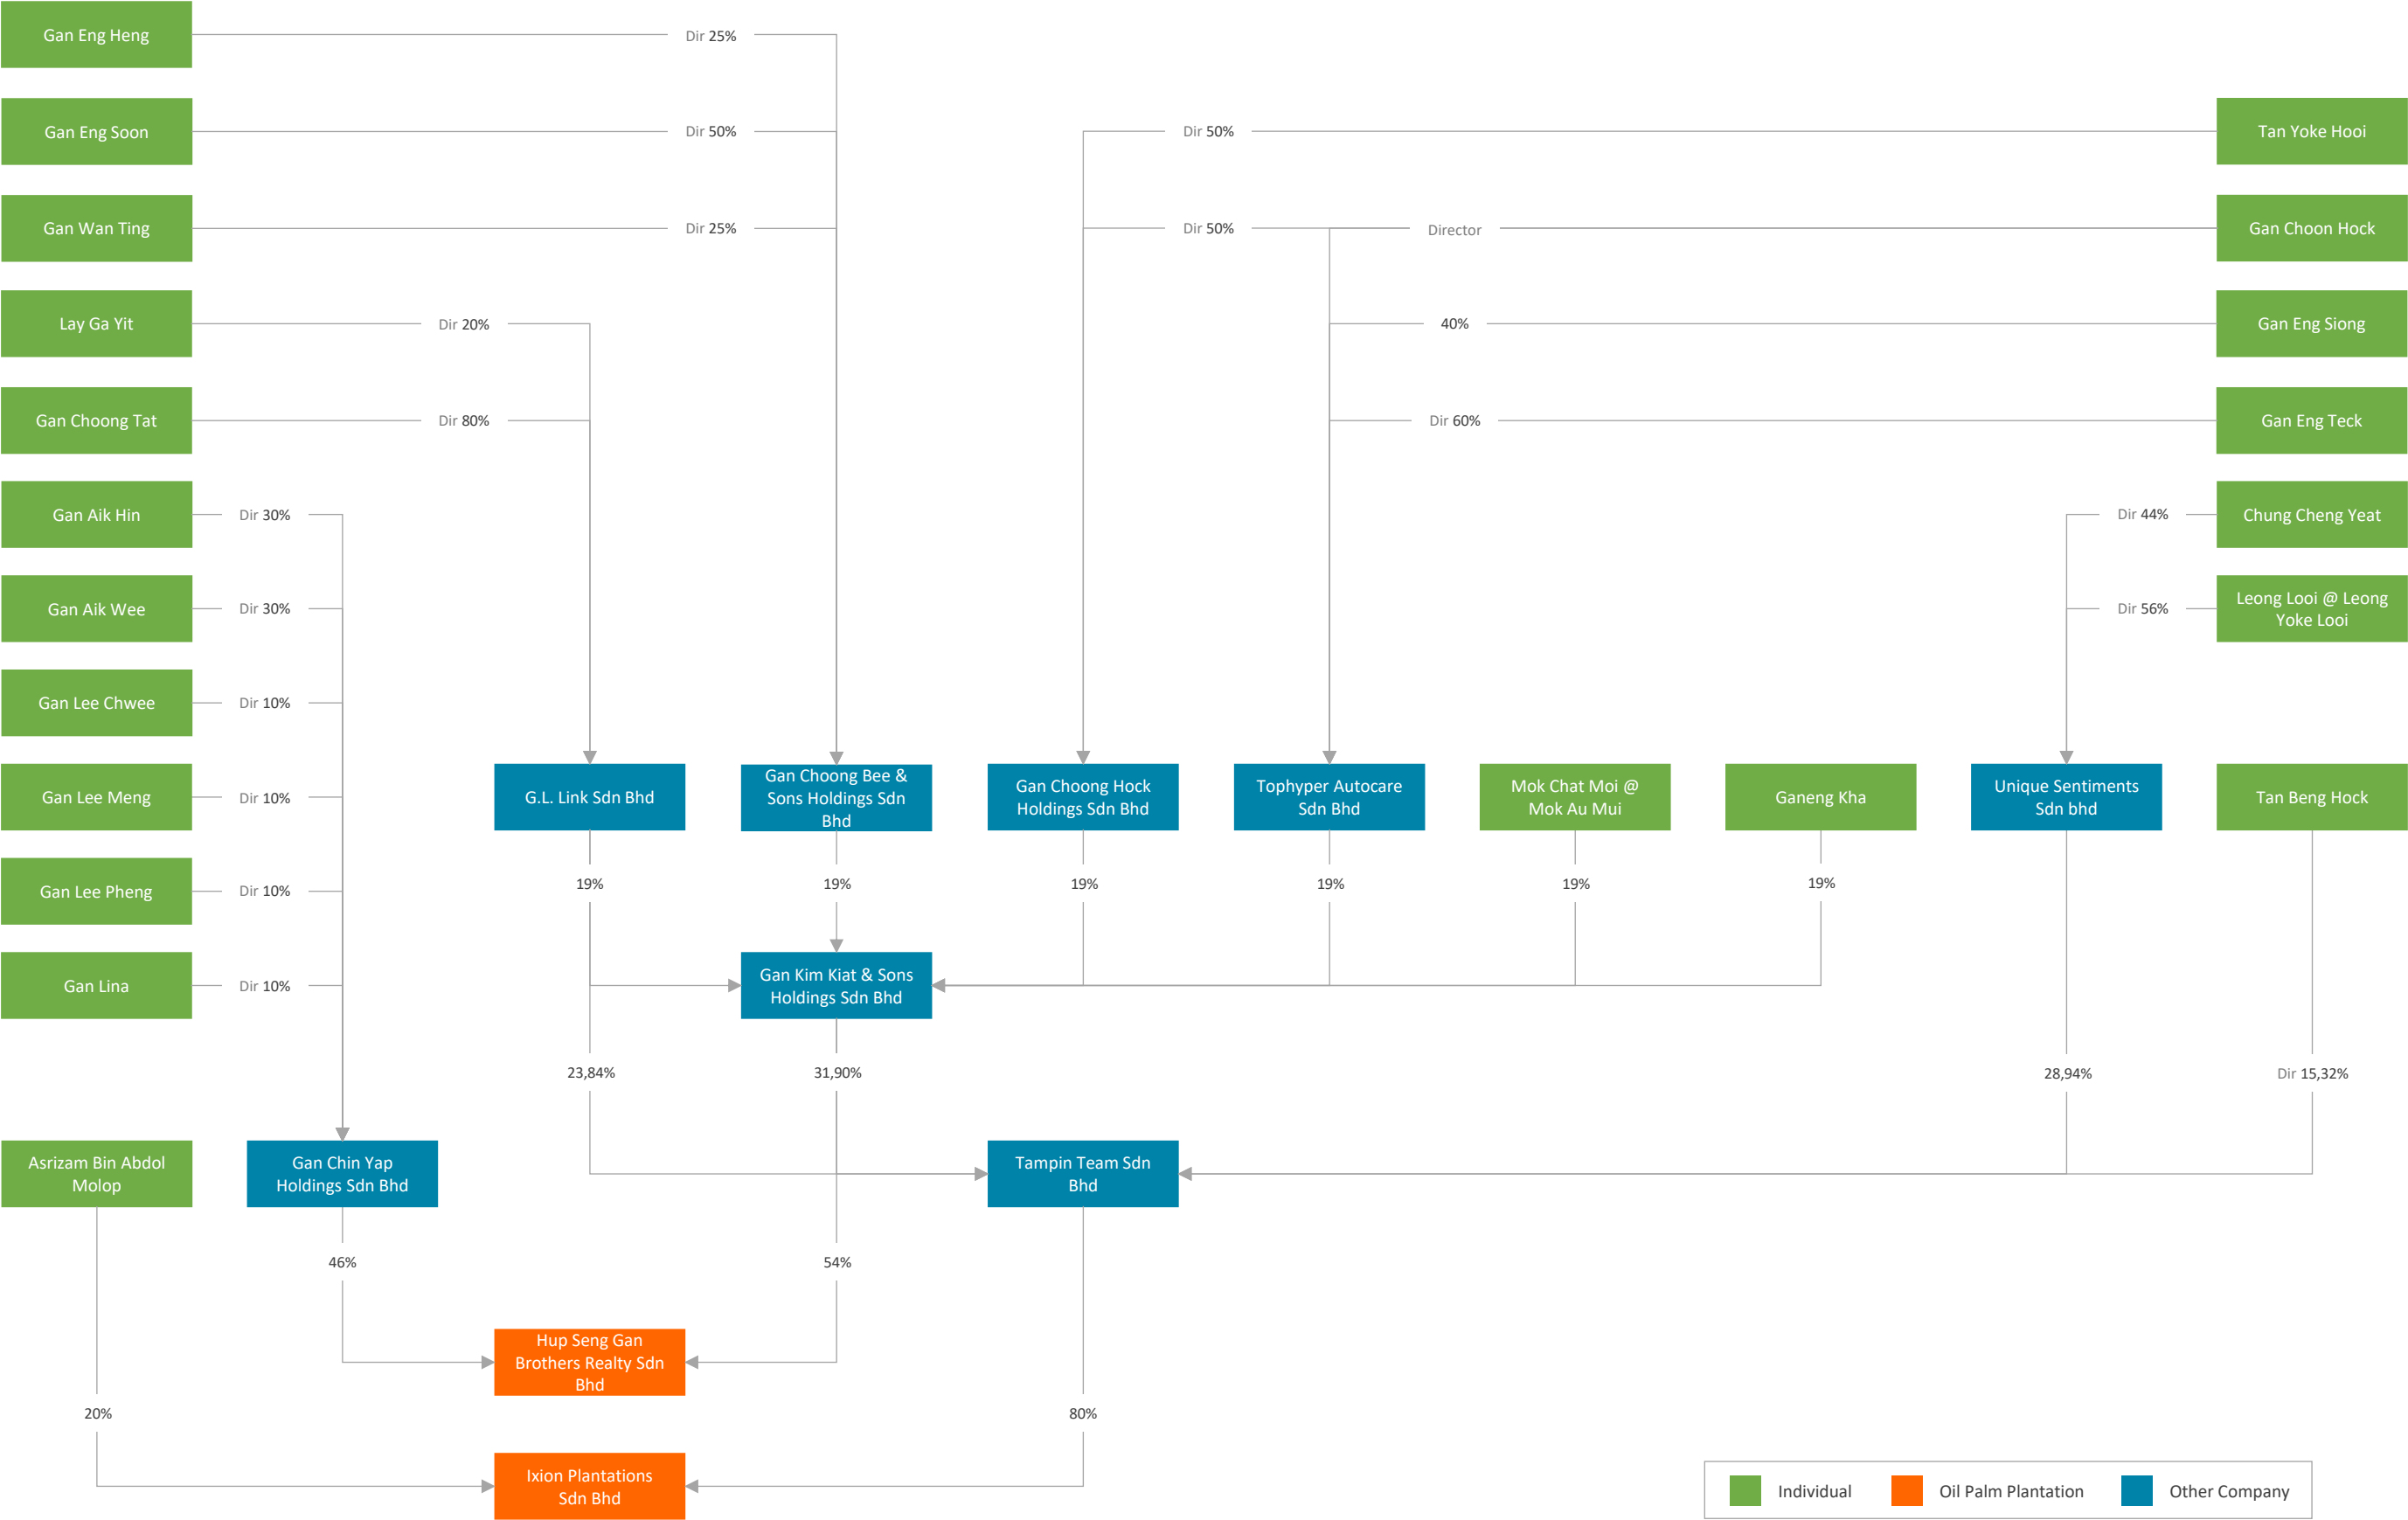 Gan Eng Heng
Dir 25%
Gan Eng Soon
Dir 50%
Dir 50%
Tan Yoke Hooi
Gan Wan Ting
Dir 25%
Dir 50%
Director
Gan Choon Hock
Lay Ga Yit
Dir 20%
40%
Gan Eng Siong
Gan Choong Tat
Dir 80%
Dir 60%
Gan Eng Teck
Gan Aik Hin
Dir 30%
Dir 44%
Chung Cheng Yeat
Gan Aik Wee
Dir 30%
Dir 56%
Leong Looi @ Leong
Yoke Looi
Gan Lee Chwee
Dir 10%
Gan Lee Meng
Dir 10%
G.L. Link Sdn Bhd
Gan Choong Bee &
Sons Holdings Sdn
Bhd
Gan Choong Hock
Holdings Sdn Bhd
Tophyper Autocare
Sdn Bhd
Mok Chat Moi @
Mok Au Mui
Ganeng Kha
Unique Sentiments
Sdn bhd
Tan Beng Hock
Gan Lee Pheng
Dir 10%
19%
19%
19%
19%
19%
19%
Gan Lina
Dir 10%
Gan Kim Kiat & Sons
Holdings Sdn Bhd
23,84%
31,90%
28,94%
Dir 15,32%
Asrizam Bin Abdol
Molop
Gan Chin Yap
Holdings Sdn Bhd
Tampin Team Sdn
Bhd
46%
54%
Hup Seng Gan
Brothers Realty Sdn
Bhd
20%
80%
Ixion Plantations
Sdn Bhd
Individual
Oil Palm Plantation
Other Company